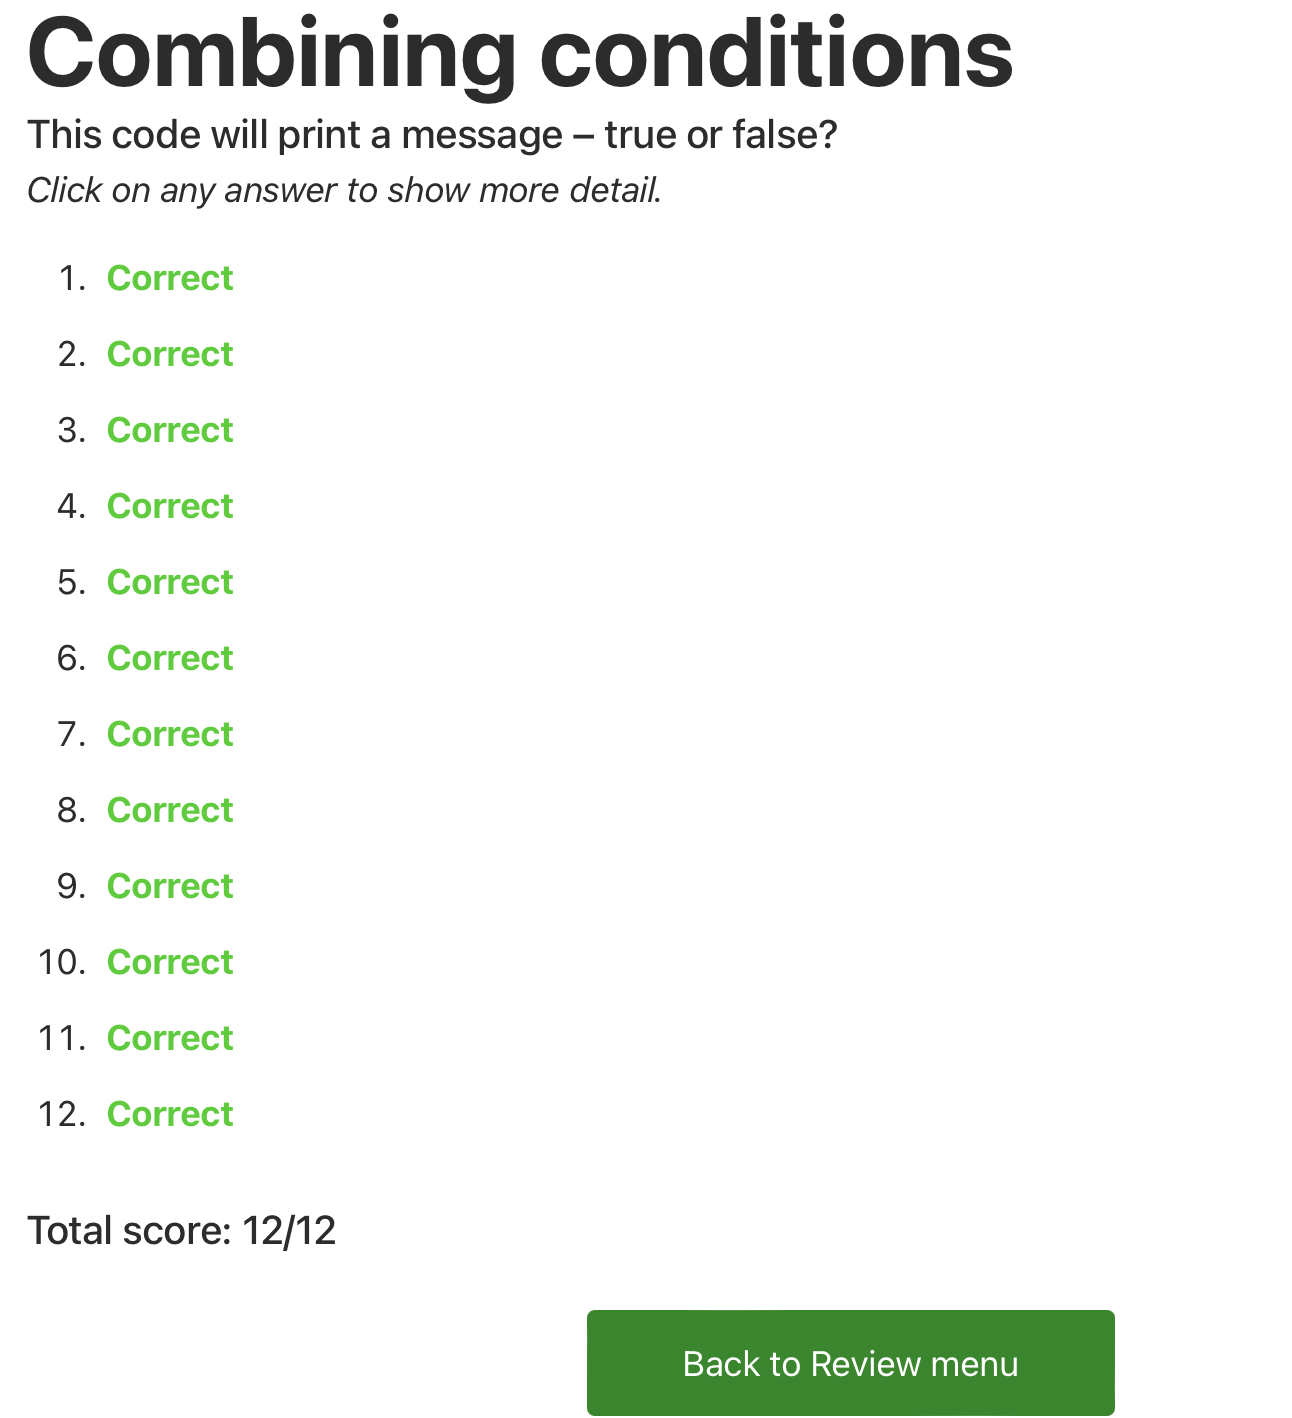 Combining conditions
This code will print a message – true or false?
Click on any answer to show more detail.
1. Correct
2. Correct
3. Correct
4. Correct
5. Correct
6. Correct
7. Correct
8. Correct
9. Correct
10. Correct
11. Correct
12. Correct
Total score: 12/12
Back to Review menu